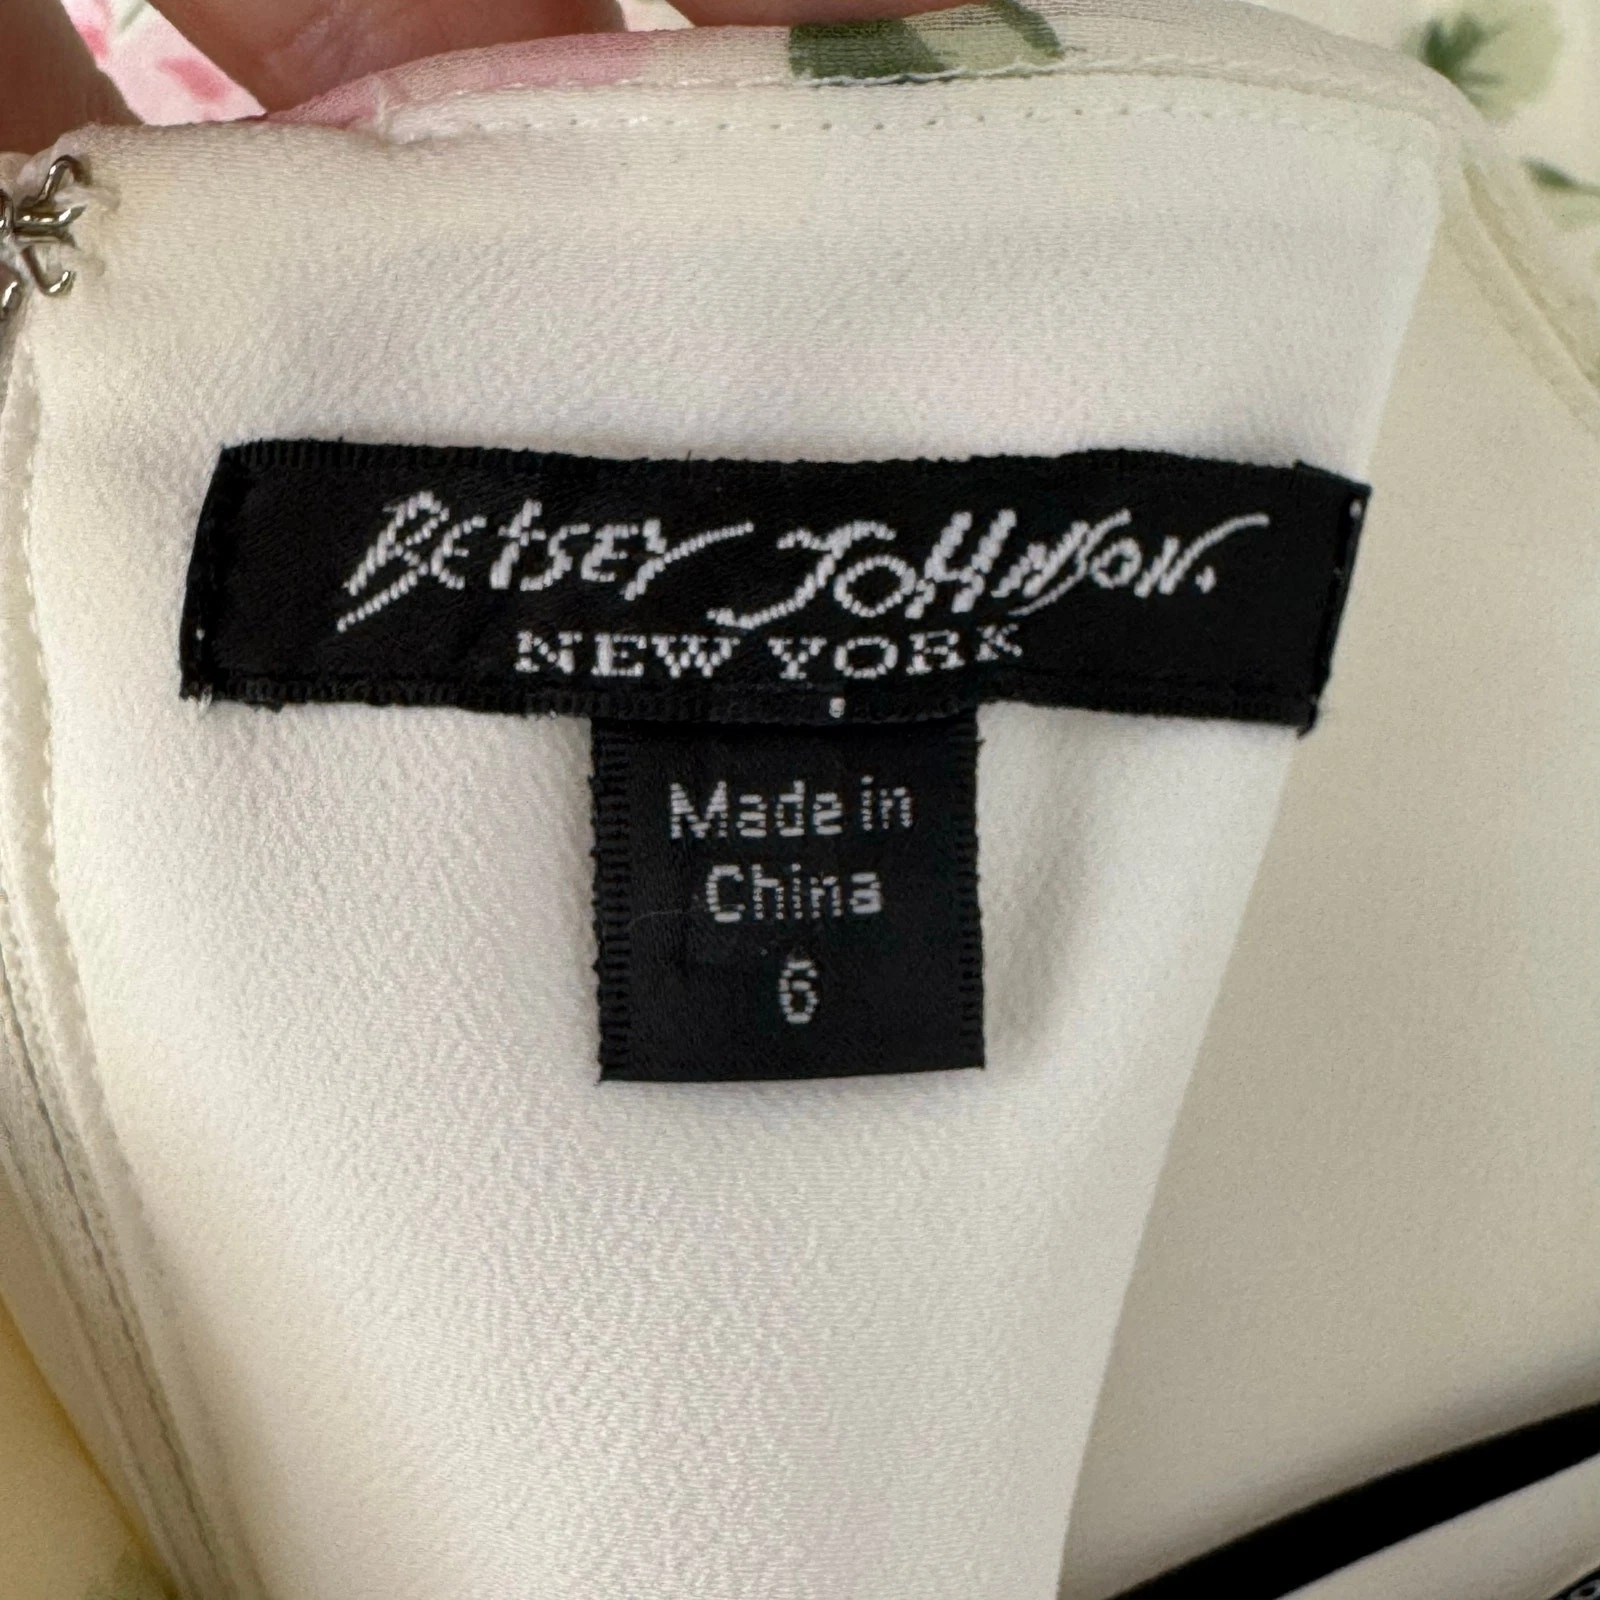 BEtSEY JOHNSON.
NEW YORK
Made in
China
6